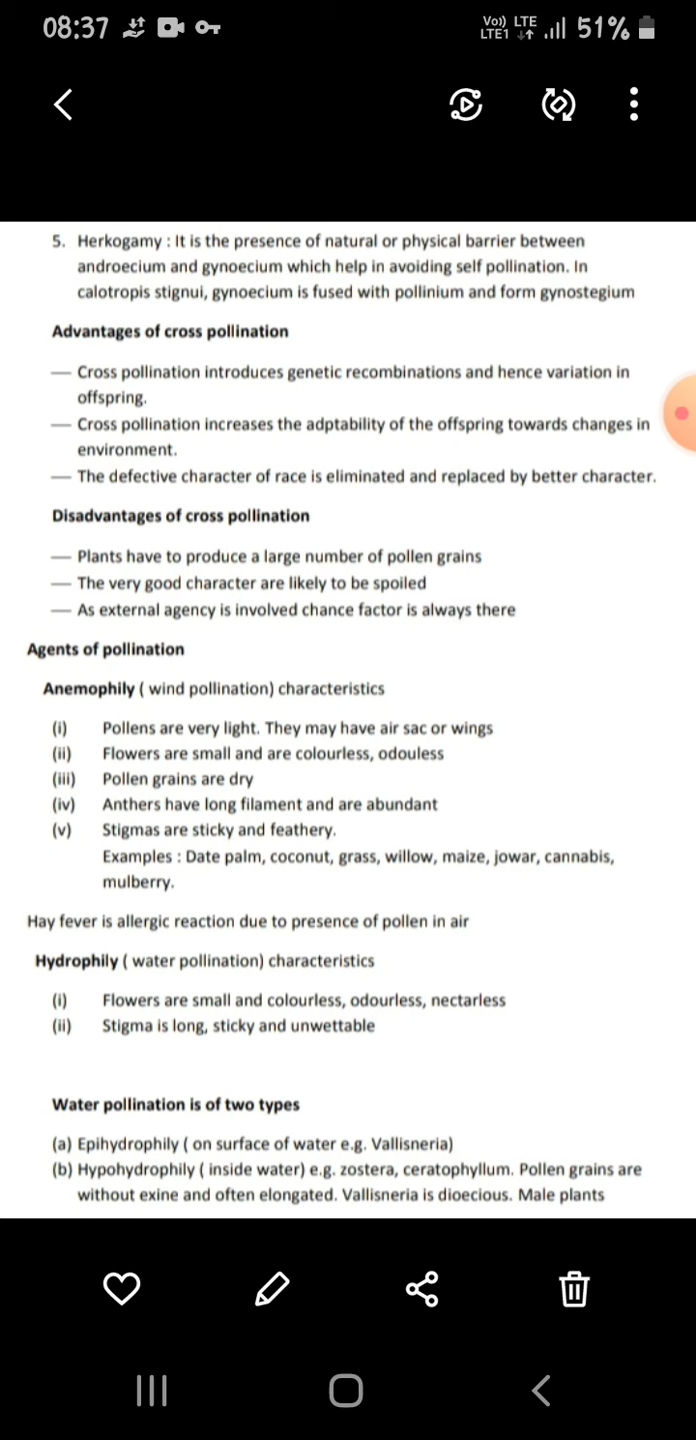 08:37
Vo)) LTE
LTE1
51%
5. Herkogamy : It is the presence of natural or physical barrier between
androecium and gynoecium which help in avoiding self pollination. In
calotropis stignui, gynoecium is fused with pollinium and form gynostegium
Advantages of cross pollination
— Cross pollination introduces genetic recombinations and hence variation in
offspring.
— Cross pollination increases the adptability of the offspring towards changes in
environment.
— The defective character of race is eliminated and replaced by better character.
Disadvantages of cross pollination
— Plants have to produce a large number of pollen grains
— The very good character are likely to be spoiled
— As external agency is involved chance factor is always there
Agents of pollination
Anemophily ( wind pollination) characteristics
(i) Pollens are very light. They may have air sac or wings
(ii) Flowers are small and are colourless, odouless
(iii) Pollen grains are dry
(iv) Anthers have long filament and are abundant
(v) Stigmas are sticky and feathery.
Examples : Date palm, coconut, grass, willow, maize, jowar, cannabis,
mulberry.
Hay fever is allergic reaction due to presence of pollen in air
Hydrophily ( water pollination) characteristics
(i) Flowers are small and colourless, odourless, nectarless
(ii) Stigma is long, sticky and unwettable
Water pollination is of two types
(a) Epihydrophily ( on surface of water e.g. Vallisneria)
(b) Hypohydrophily ( inside water) e.g. zostera, ceratophyllum. Pollen grains are
without exine and often elongated. Vallisneria is dioecious. Male plants